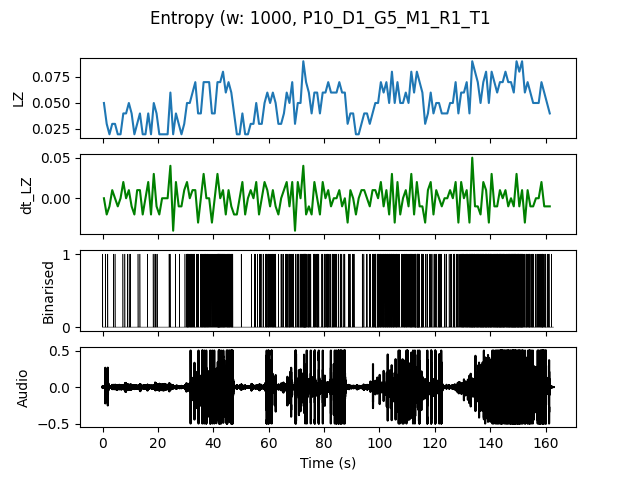 Entropy (w: 1000, P10_D1_G5_M1_R1_T1
0.075
0.050
0.025
LZ
0.05
0.00
dt_LZ
1
0
Binarised
0.5
0.0
−0.5
Audio
0 20 40 60 80 100 120 140 160
Time (s)